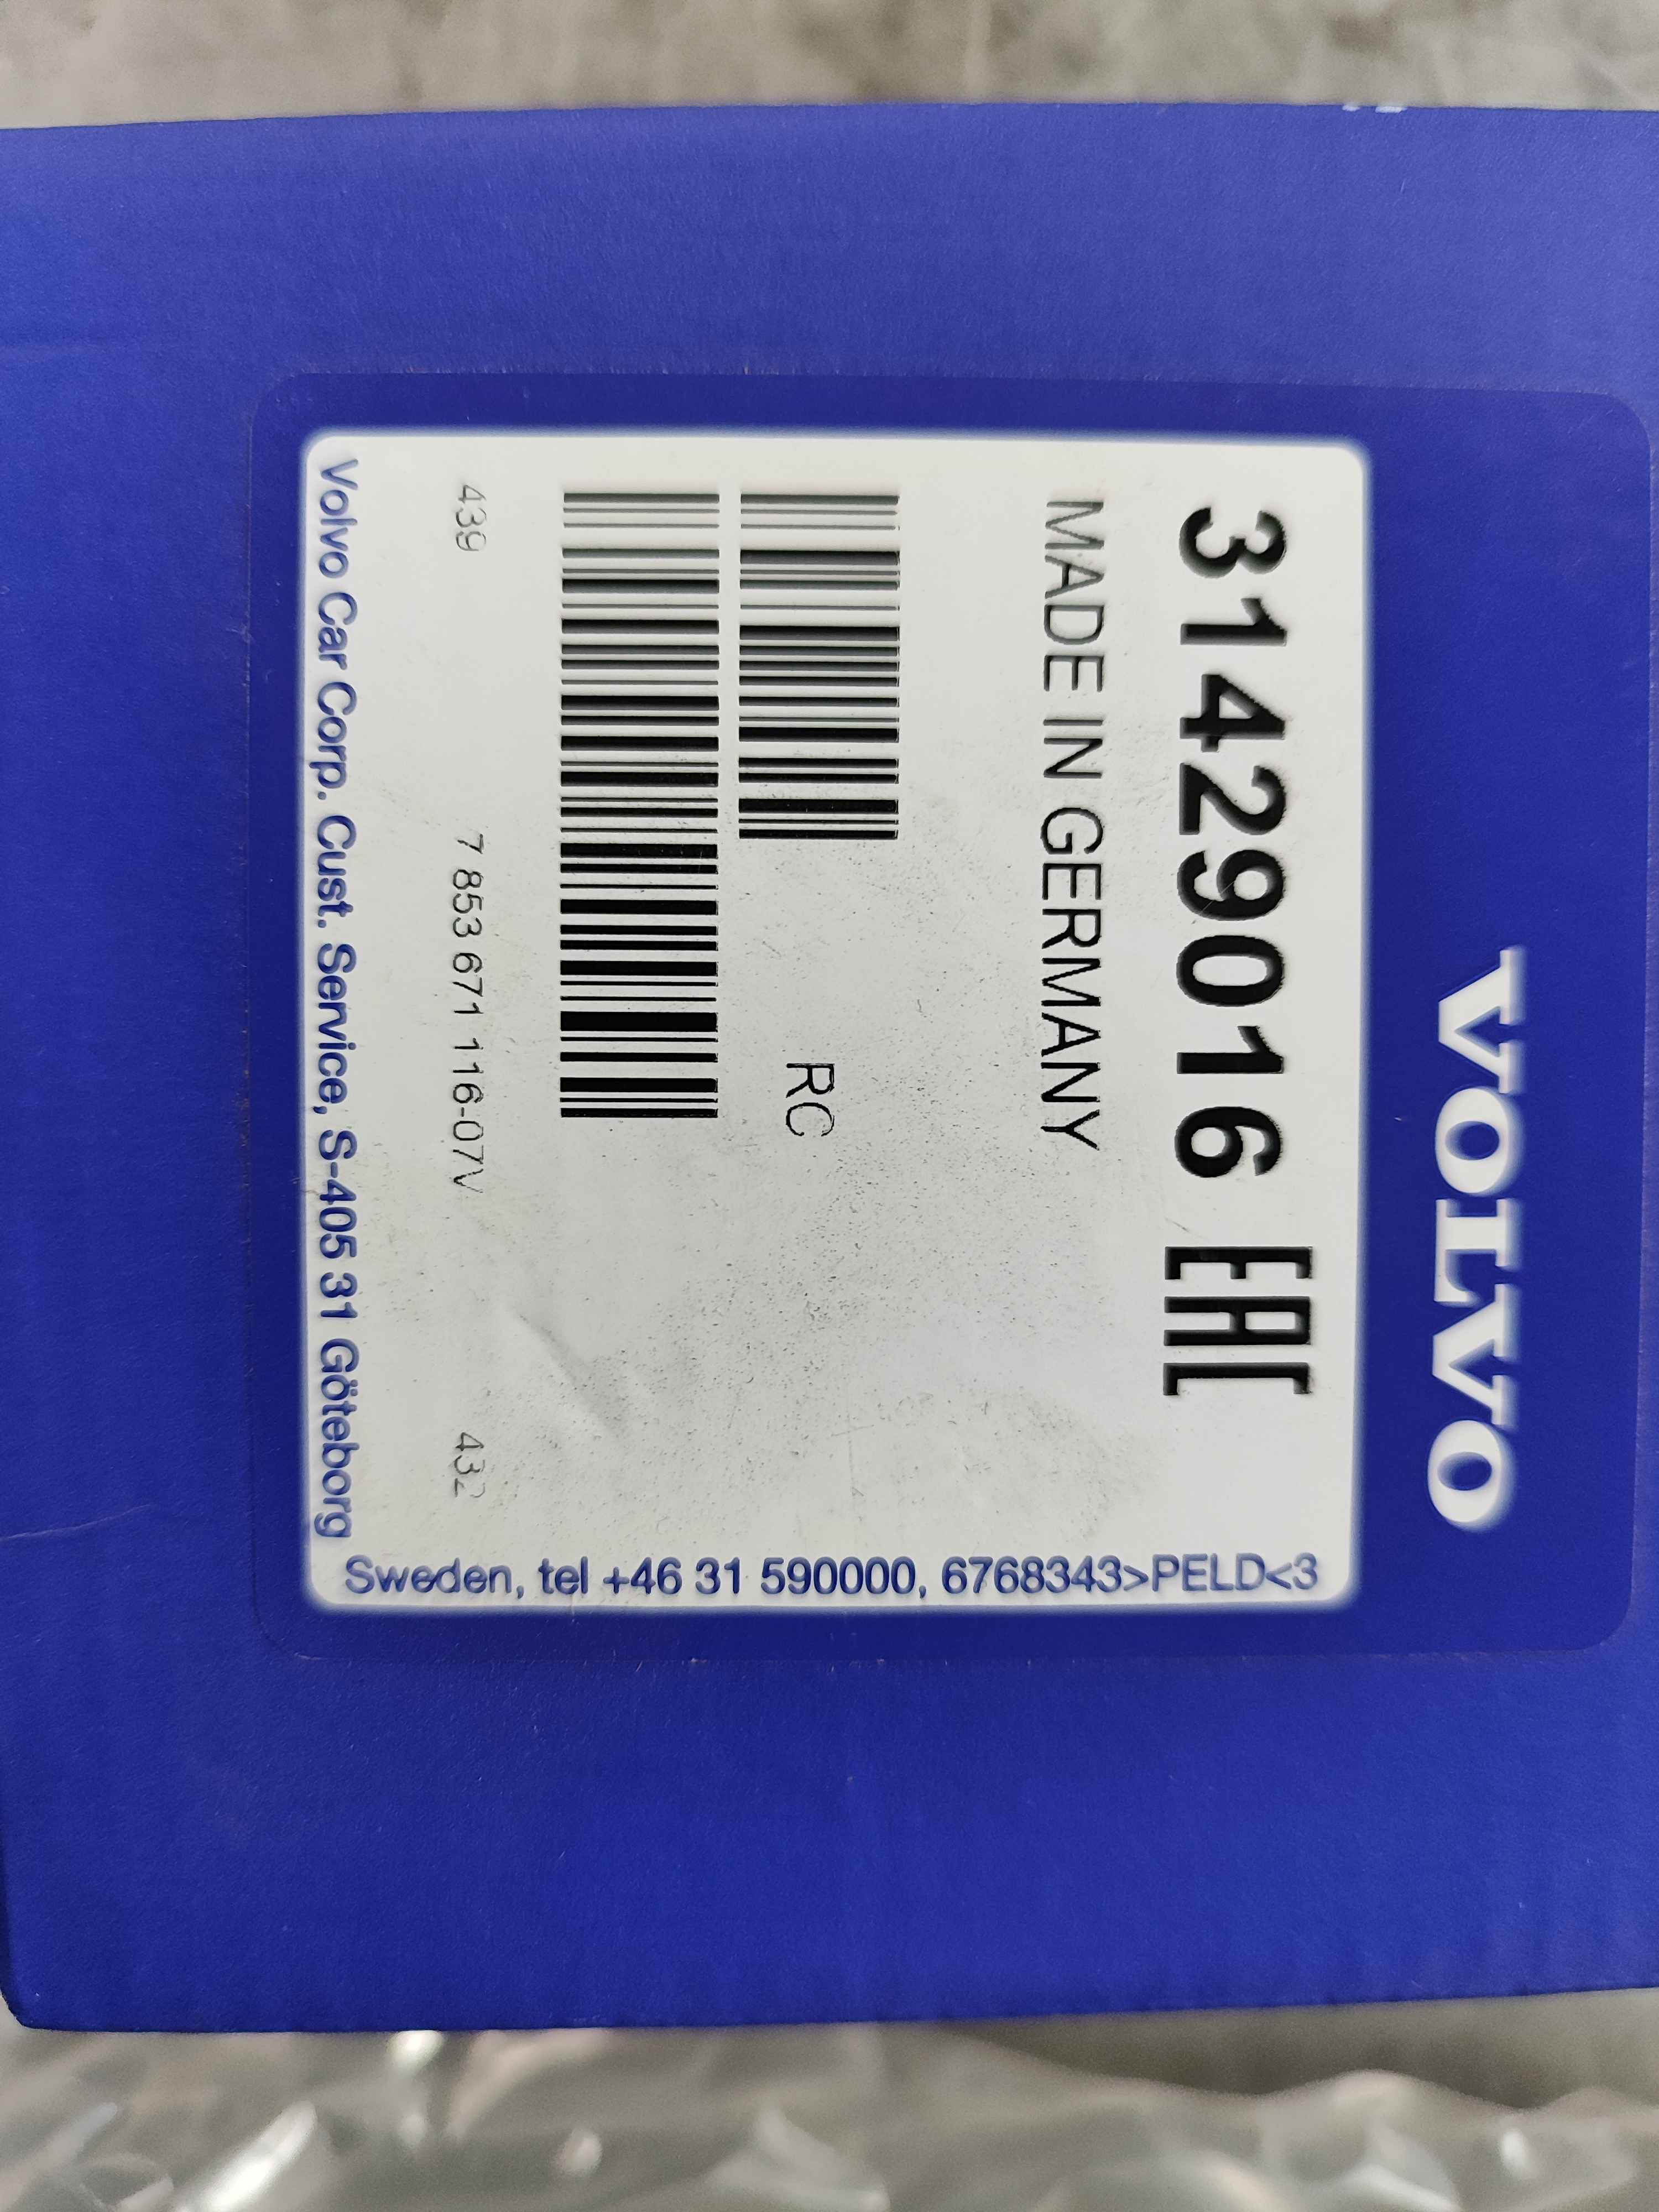 VOLVO
31429016 EAC
MADE IN GERMANY
RC
439 7 853 671 116-07V 432
Volvo Car Corp. Cust. Service, S-405 31 Göteborg
Sweden, tel +46 31 590000, 6768343>PELD<3